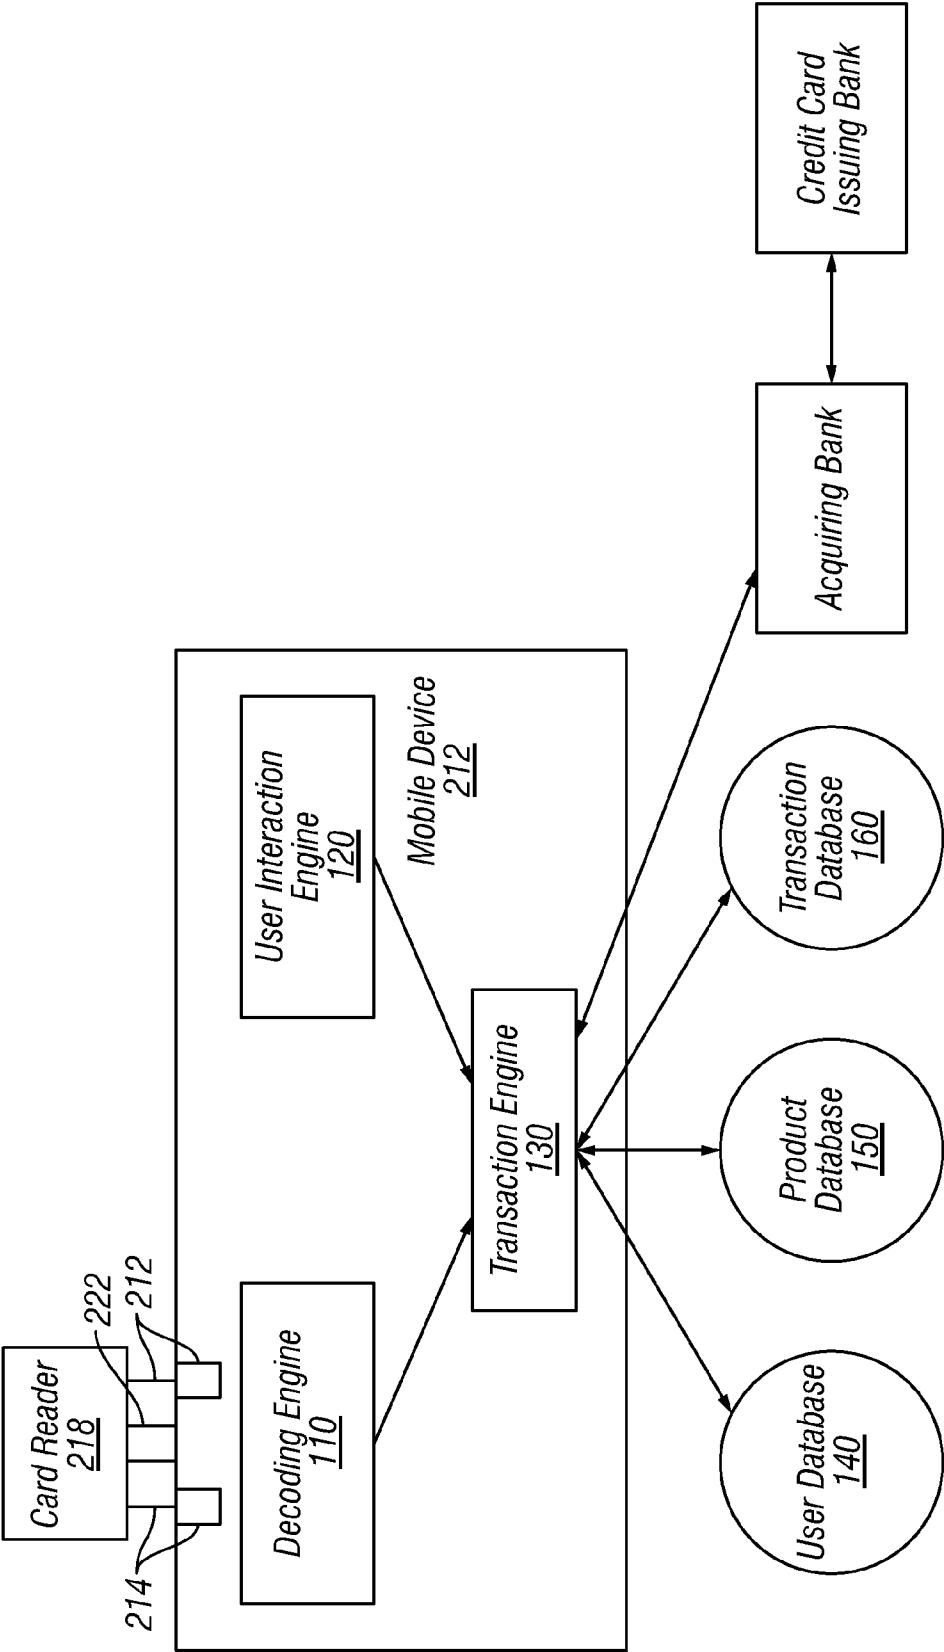 Card Reader
218
222
212
214
Decoding Engine
110
User Interaction
Engine
120
Mobile Device
212
Transaction Engine
130
User Database
140
Product
Database
150
Transaction
Database
160
Acquiring Bank
Credit Card
Issuing Bank